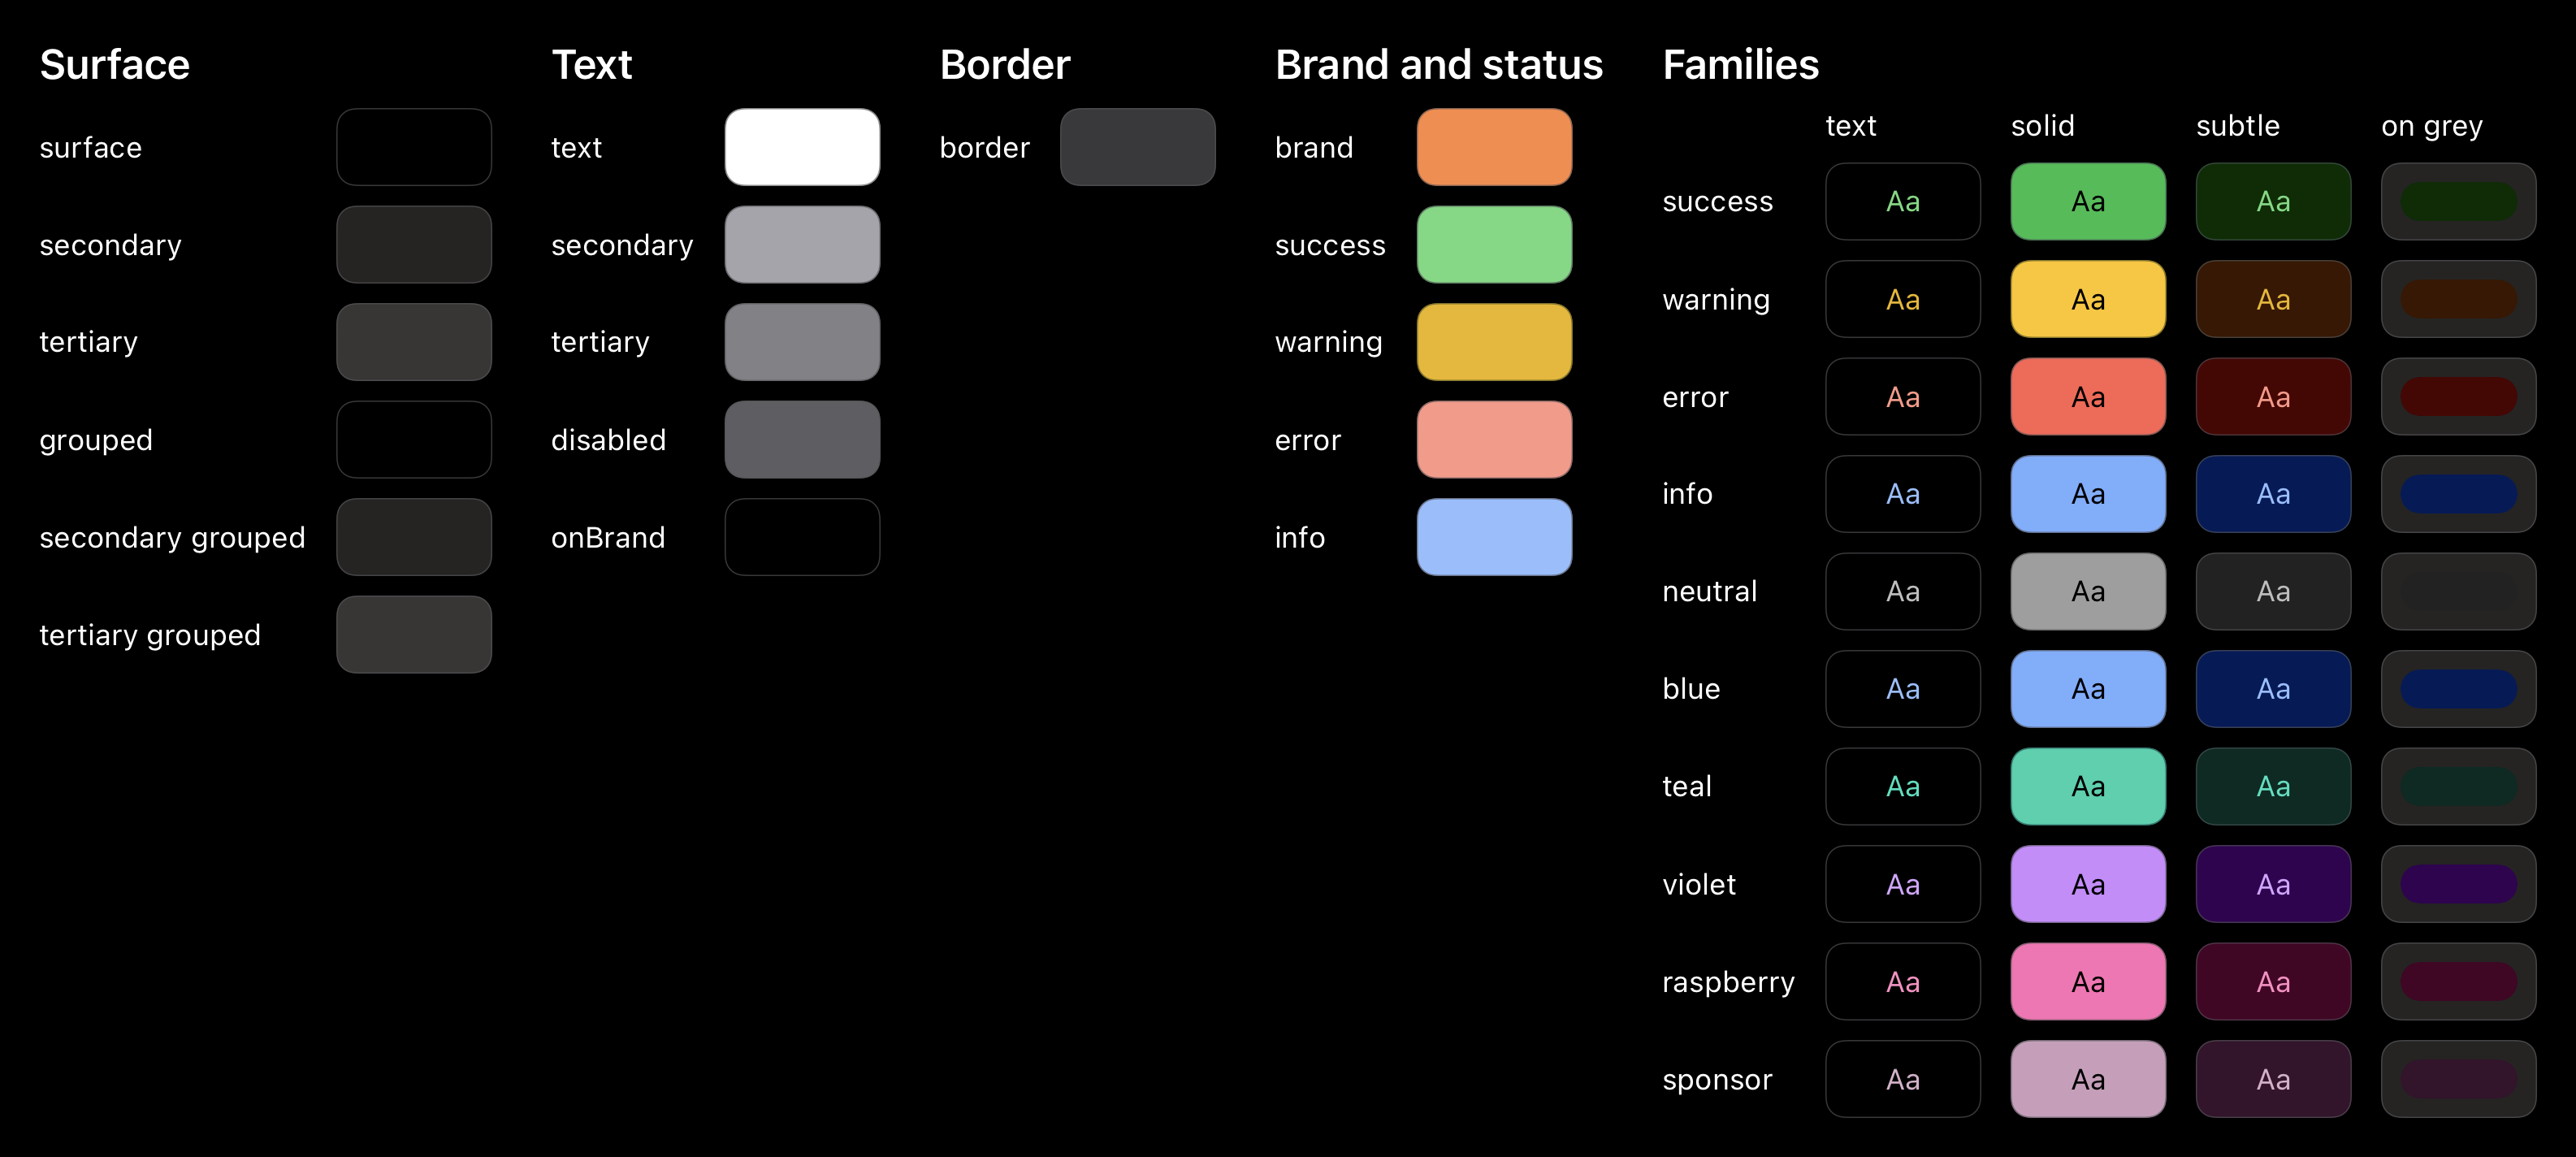 Surface
surface
secondary
tertiary
grouped
secondary grouped
tertiary grouped
Text
text
secondary
tertiary
disabled
onBrand
Border
border
Brand and status
brand
success
warning
error
info
Families
text solid subtle on grey
success Aa Aa Aa
warning Aa Aa Aa
error Aa Aa Aa
info Aa Aa Aa
neutral Aa Aa Aa
blue Aa Aa Aa
teal Aa Aa Aa
violet Aa Aa Aa
raspberry Aa Aa Aa
sponsor Aa Aa Aa